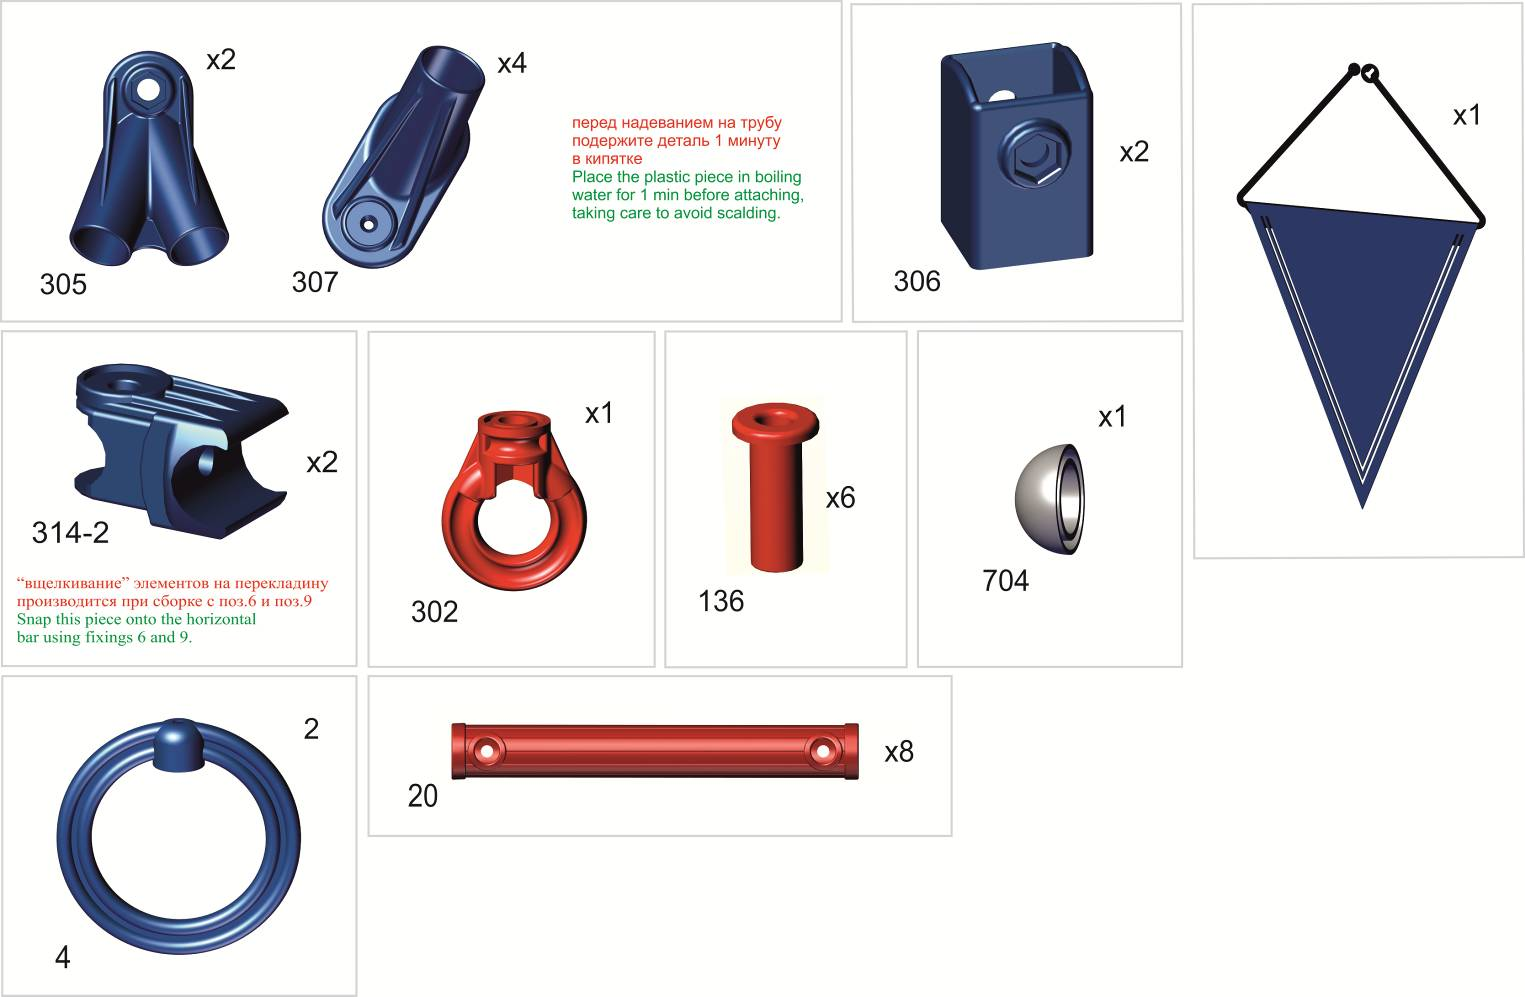 x2
x4
перед надеванием на трубу
подержите деталь 1 минуту
в кипятке
Place the plastic piece in boiling
water for 1 min before attaching,
taking care to avoid scalding.
305
307
x2
306
x1
x2
314-2
“вщелкивание” элементов на перекладину
производится при сборке с поз.6 и поз.9
Snap this piece onto the horizontal
bar using fixings 6 and 9.
x1
302
x6
136
x1
704
2
4
x8
20